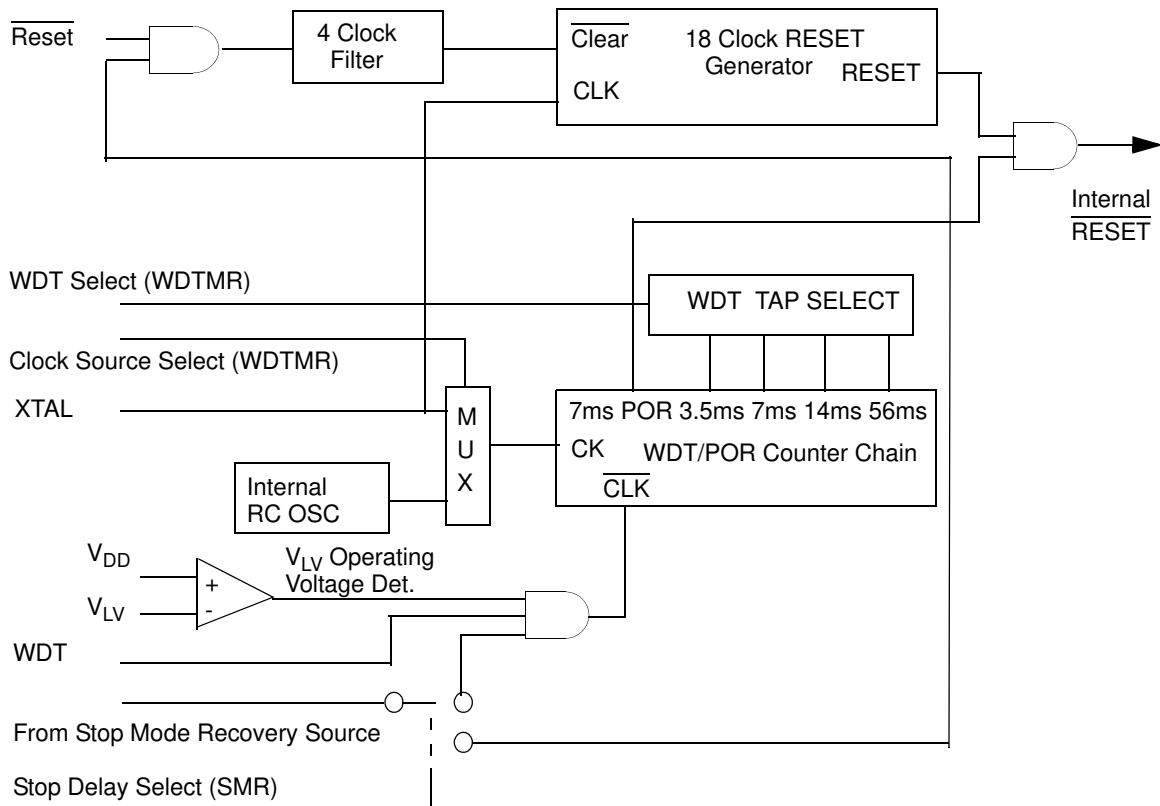 Reset
4 Clock
Filter
Clear
18 Clock RESET
Generator
RESET
CLK
Internal
RESET
WDT Select (WDTMR)
WDT TAP SELECT
Clock Source Select (WDTMR)
XTAL
M
U
X
7ms POR 3.5ms 7ms 14ms 56ms
CK
WDT/POR Counter Chain
CLK
Internal
RC OSC
VDD
+
VLV
-
VLV Operating
Voltage Det.
WDT
From Stop Mode Recovery Source
Stop Delay Select (SMR)